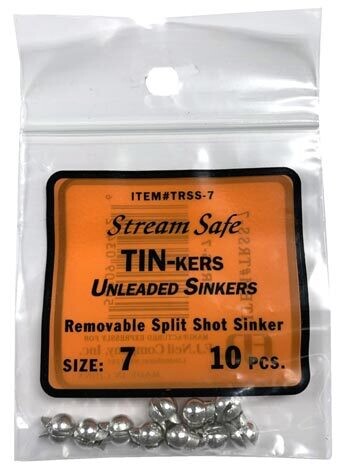 ITEM#TRSS-7
Stream Safe
TIN-KERS
UNLEADED SINKERS
Removable Split Shot Sinker
SIZE: 7 10 PCS.